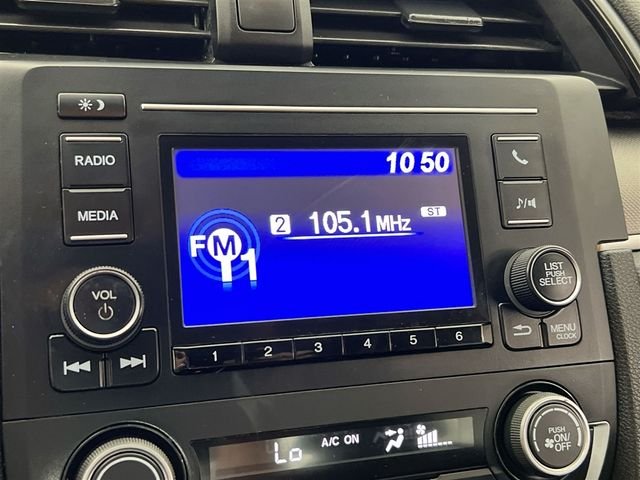 10 50
RADIO
MEDIA
2 105.1 MHz ST
FM 1
VOL
LIST
PUSH
SELECT
MENU
CLOCK
1 2 3 4 5 6
Lo A/C ON
PUSH
ON/
OFF